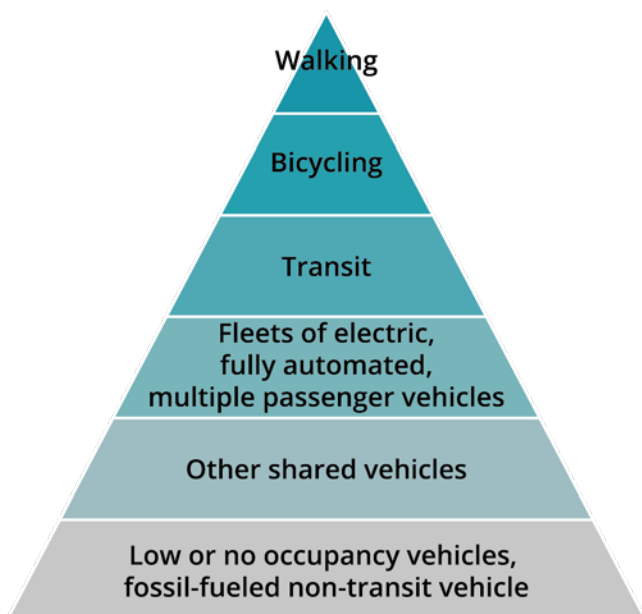 Walking
Bicycling
Transit
Fleets of electric,
fully automated,
multiple passenger vehicles
Other shared vehicles
Low or no occupancy vehicles,
fossil-fueled non-transit vehicle